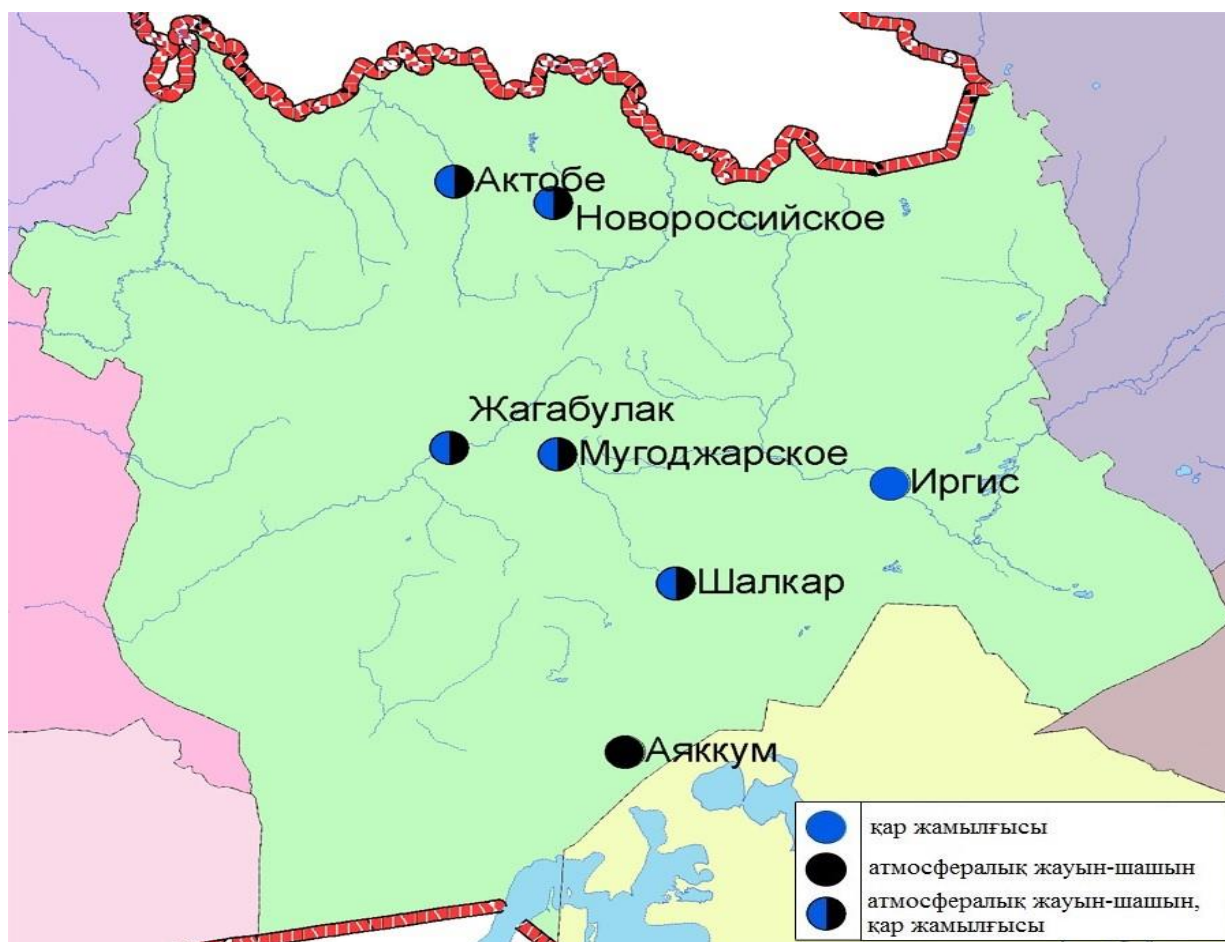 Актобе
Новороссийское
Жагабулак
Мугоджарское
Иргис
Шалкар
Аяккум
қар жамылғысы
атмосфералық жауын-шашын
атмосфералық жауын-шашын,
қар жамылғысы